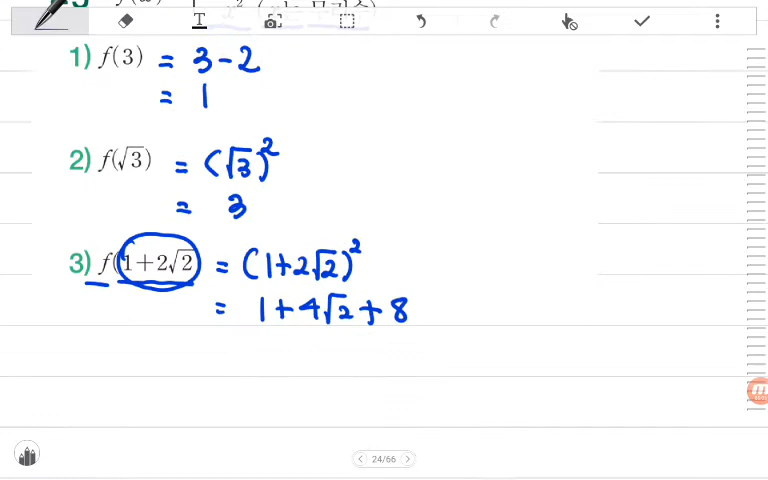 T
1) f(3) = 3 - 2
= 1
2) f(√3) = (√3)²
= 3
3) f(1+2√2) = (1+2√2)²
= 1 + 4√2 + 8
24/66